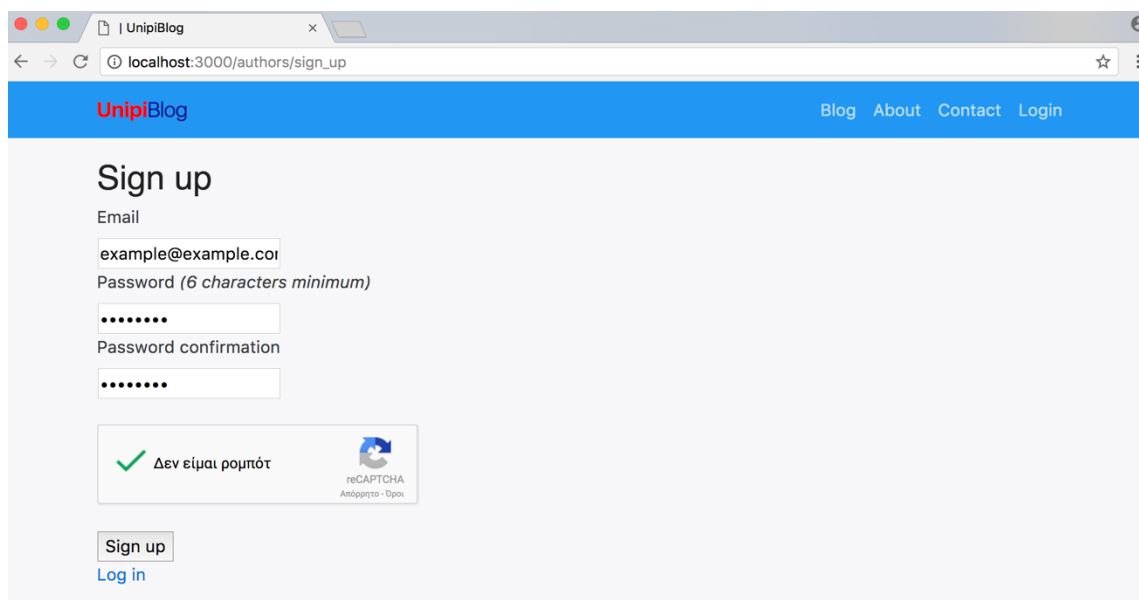 | UnipiBlog
localhost:3000/authors/sign_up
UnipiBlog Blog About Contact Login
Sign up
Email
example@example.cor
Password (6 characters minimum)
••••••••
Password confirmation
••••••••
Δεν είμαι ρομπότ
reCAPTCHA
Απόρρητο - Όροι
Sign up
Log in